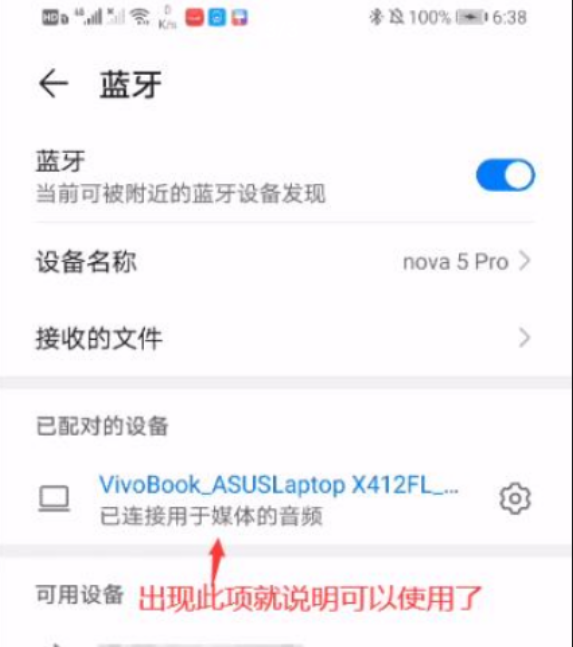 HD 46 0 K/s 100% 6:38
蓝牙
蓝牙
当前可被附近的蓝牙设备发现
设备名称 nova 5 Pro
接收的文件
已配对的设备
VivoBook_ASUSLaptop X412FL_...
已连接用于媒体的音频
可用设备 出现此项就说明可以使用了